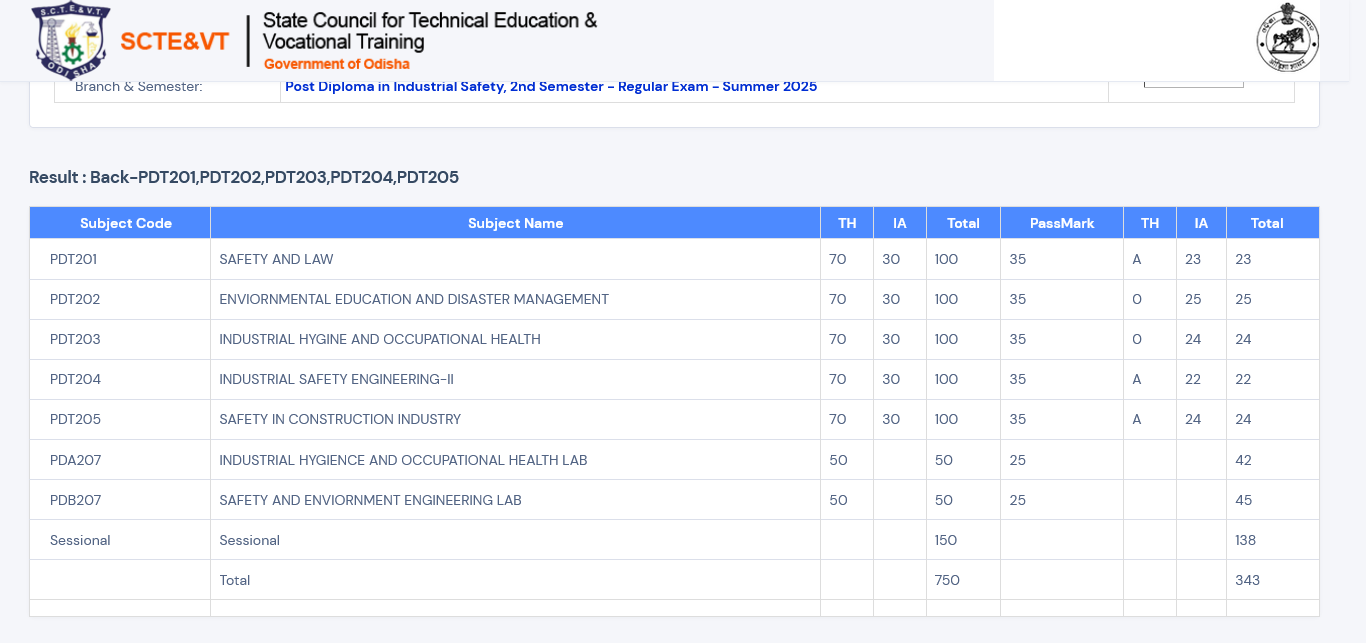 S.C.T.E.& V.T.
ODISHA
SCTE&VT
State Council for Technical Education &
Vocational Training
Government of Odisha
Branch & Semester: Post Diploma in Industrial Safety, 2nd Semester - Regular Exam - Summer 2025
Result : Back-PDT201,PDT202,PDT203,PDT204,PDT205
Subject Code Subject Name TH IA Total PassMark TH IA Total
PDT201 SAFETY AND LAW 70 30 100 35 A 23 23
PDT202 ENVIORNMENTAL EDUCATION AND DISASTER MANAGEMENT 70 30 100 35 0 25 25
PDT203 INDUSTRIAL HYGINE AND OCCUPATIONAL HEALTH 70 30 100 35 0 24 24
PDT204 INDUSTRIAL SAFETY ENGINEERING-II 70 30 100 35 A 22 22
PDT205 SAFETY IN CONSTRUCTION INDUSTRY 70 30 100 35 A 24 24
PDA207 INDUSTRIAL HYGIENCE AND OCCUPATIONAL HEALTH LAB 50 50 25 42
PDB207 SAFETY AND ENVIORNMENT ENGINEERING LAB 50 50 25 45
Sessional Sessional 150 138
Total 750 343